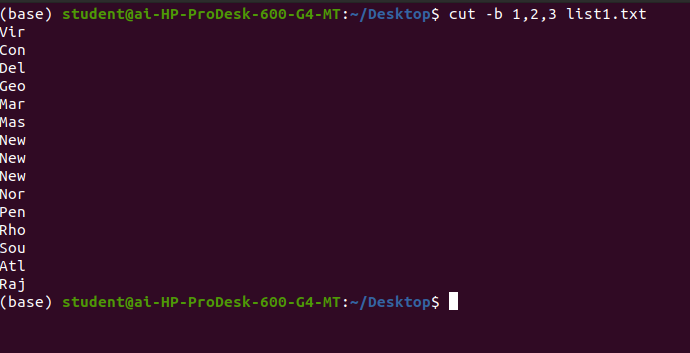 (base) student@ai-HP-ProDesk-600-G4-MT:~/Desktop$ cut -b 1,2,3 list1.txt
Vir
Con
Del
Geo
Mar
Mas
New
New
New
Nor
Pen
Rho
Sou
Atl
Raj
(base) student@ai-HP-ProDesk-600-G4-MT:~/Desktop$